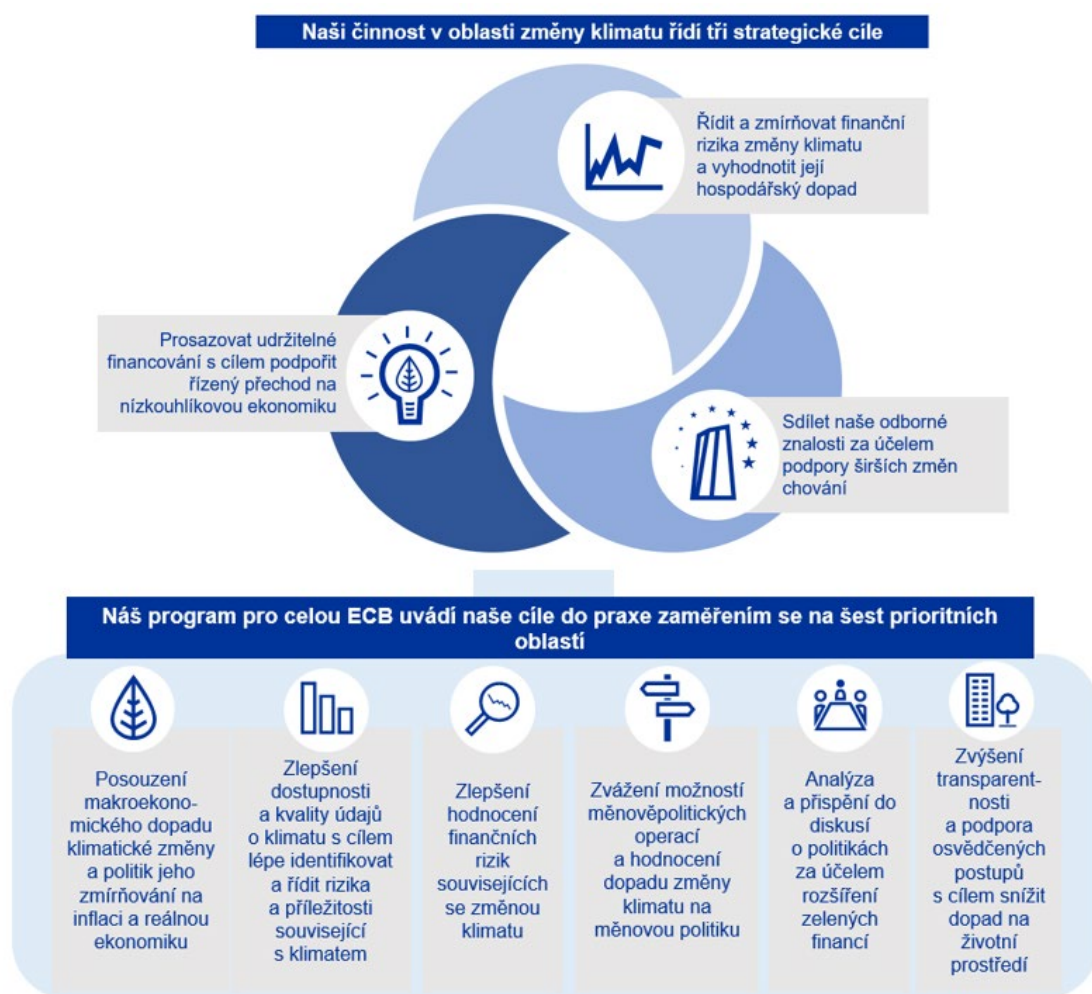 Naši činnost v oblasti změny klimatu řídí tři strategické cíle
Řídit a zmírňovat finanční
rizika změny klimatu
a vyhodnotit její
hospodářský dopad
Prosazovat udržitelné
financování s cílem podpořit
řízený přechod na
nízkouhlíkovou ekonomiku
Sdílet naše odborné
znalosti za účelem
podpory širších změn
chování
Náš program pro celou ECB uvádí naše cíle do praxe zaměřením se na šest prioritních
oblastí
Posouzení
makroekono-
mického dopadu
klimatické změny
a politik jeho
zmírňování na
inflaci a reálnou
ekonomiku
Zlepšení
dostupnosti
a kvality údajů
o klimatu s cílem
lépe identifikovat
a řídit rizika
a příležitosti
související
s klimatem
Zlepšení
hodnocení
finančních
rizik
souvisejících
se změnou
klimatu
Zvážení možností
měnověpolitických
operací
a hodnocení
dopadu změny
klimatu na
měnovou politiku
Analýza
a přispění do
diskusí
o politikách
za účelem
rozšíření
zelených
financí
Zvýšení
transparent-
nosti
a podpora
osvědčených
postupů
s cílem snížit
dopad na
životní
prostředí